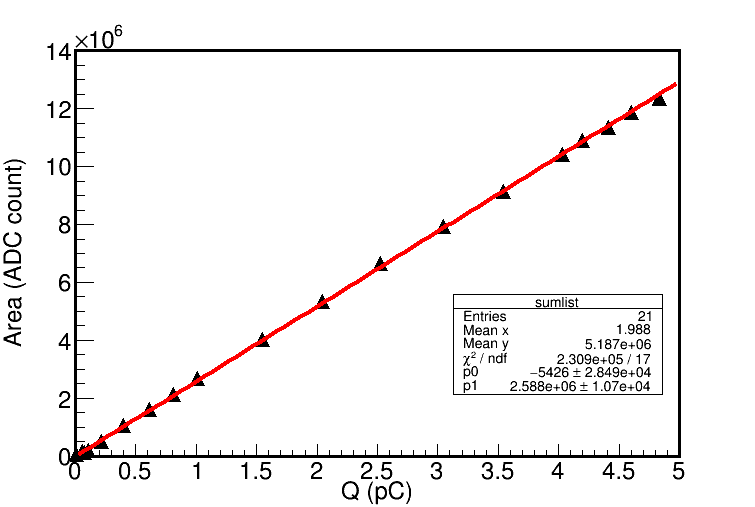 ×10⁶
14
12
10
8
6
4
2
0
Area (ADC count)
sumlist
Entries 21
Mean x 1.988
Mean y 5.187e+06
χ² / ndf 2.309e+05 / 17
p0 −5426 ± 2.849e+04
p1 2.588e+06 ± 1.07e+04
0 0.5 1 1.5 2 2.5 3 3.5 4 4.5 5
Q (pC)